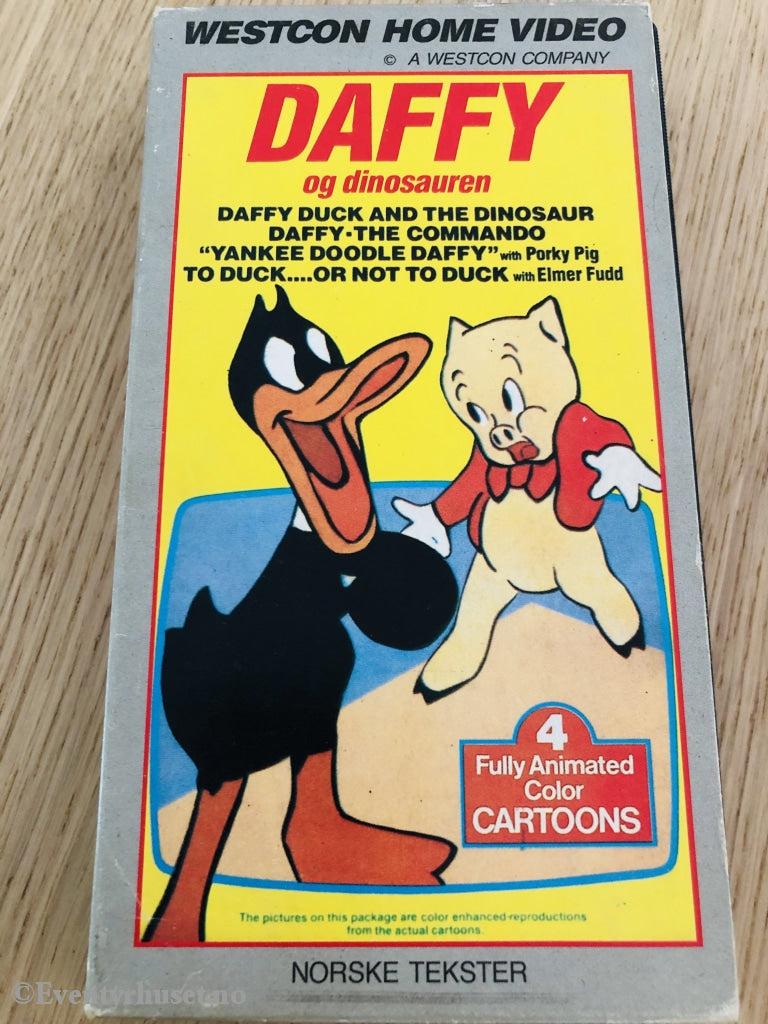 WESTCON HOME VIDEO
© A WESTCON COMPANY
DAFFY
og dinosauren
DAFFY DUCK AND THE DINOSAUR
DAFFY-THE COMMANDO
“YANKEE DOODLE DAFFY” with Porky Pig
TO DUCK....OR NOT TO DUCK with Elmer Fudd
4
Fully Animated
Color
CARTOONS
The pictures on this package are color enhanced-reproductions
from the actual cartoons.
NORSKE TEKSTER
©Eventyrhuset.no